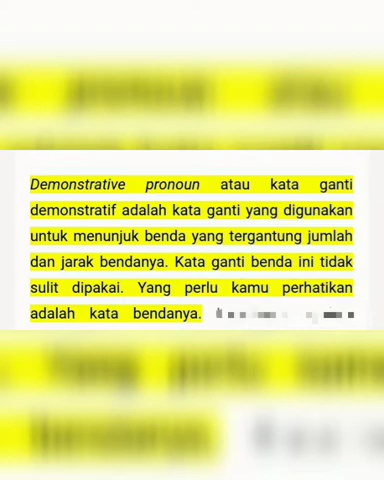 Demonstrative pronoun atau kata ganti
demonstratif adalah kata ganti yang digunakan
untuk menunjuk benda yang tergantung jumlah
dan jarak bendanya. Kata ganti benda ini tidak
sulit dipakai. Yang perlu kamu perhatikan
adalah kata bendanya.